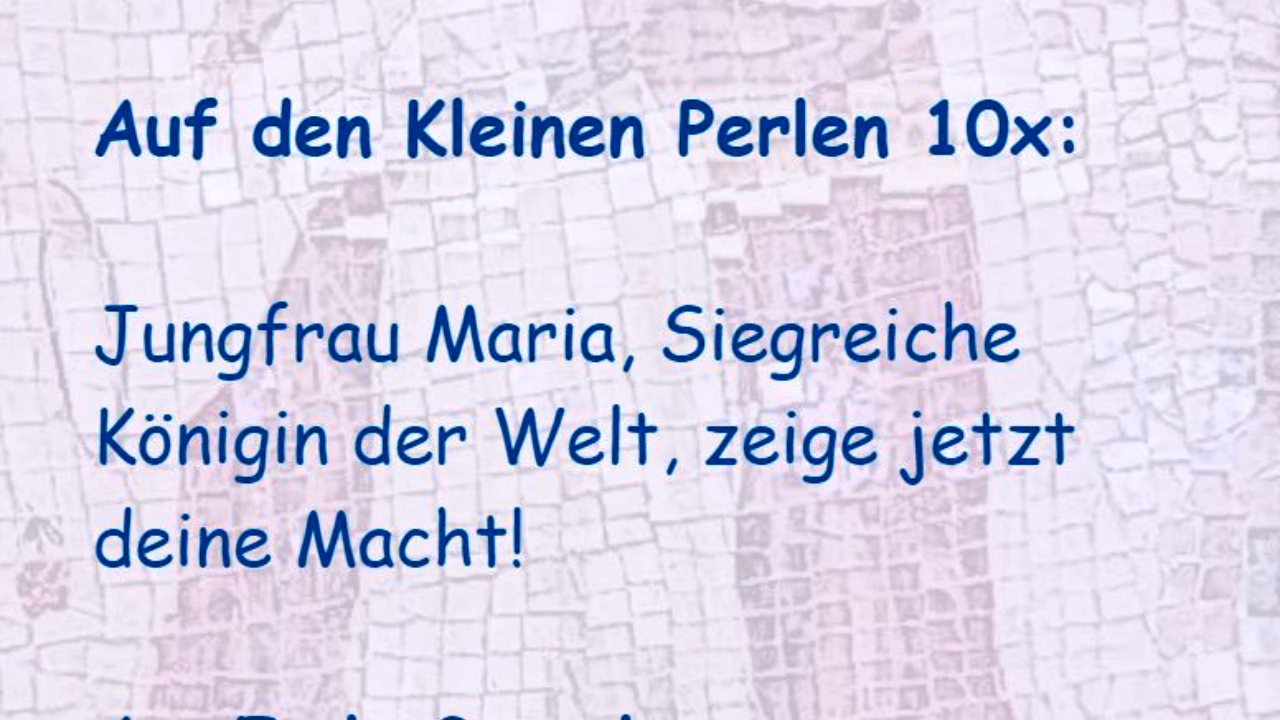 Auf den Kleinen Perlen 10x:
Jungfrau Maria, Siegreiche
Königin der Welt, zeige jetzt
deine Macht!